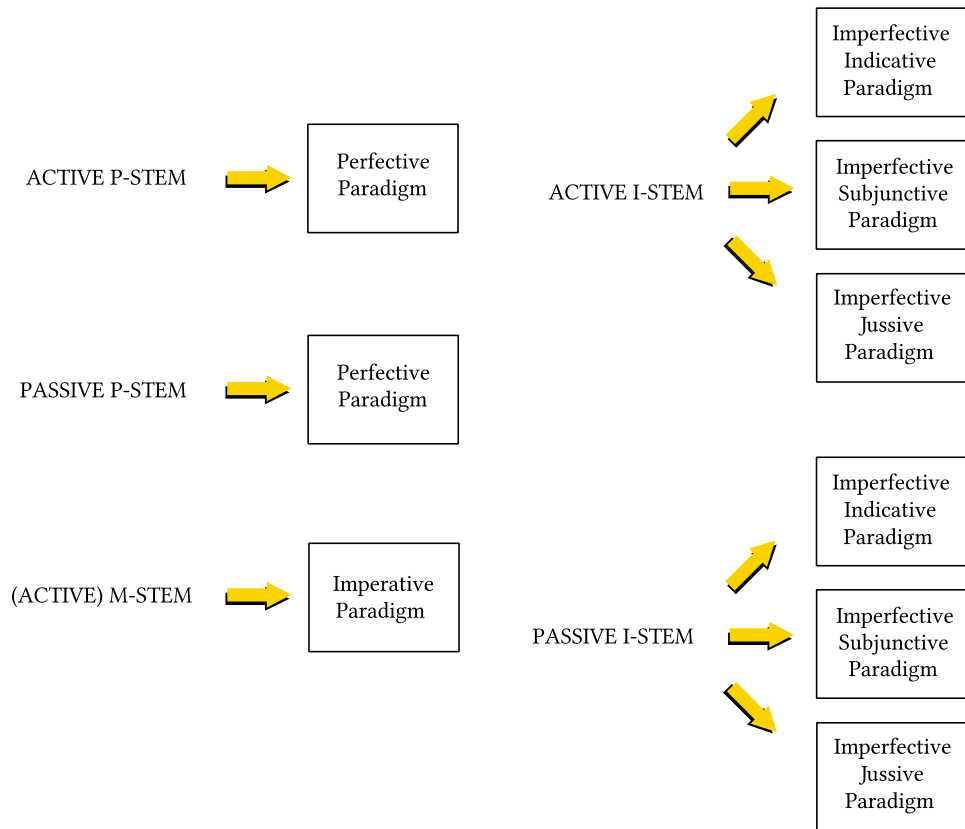 ACTIVE P-STEM
Perfective
Paradigm
PASSIVE P-STEM
Perfective
Paradigm
(ACTIVE) M-STEM
Imperative
Paradigm
ACTIVE I-STEM
Imperfective
Indicative
Paradigm
Imperfective
Subjunctive
Paradigm
Imperfective
Jussive
Paradigm
PASSIVE I-STEM
Imperfective
Indicative
Paradigm
Imperfective
Subjunctive
Paradigm
Imperfective
Jussive
Paradigm